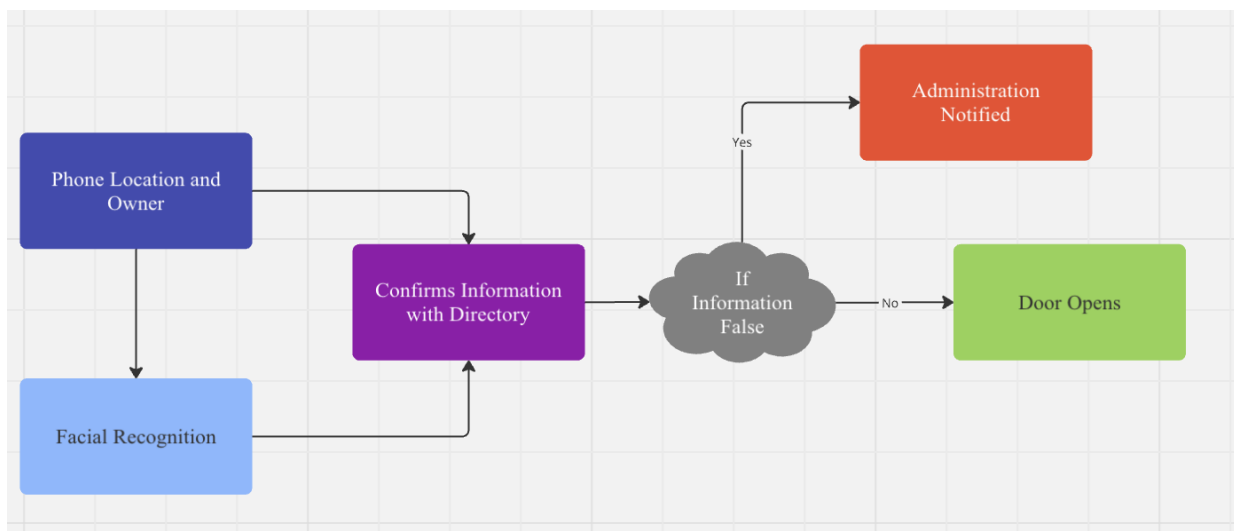 Phone Location and
Owner
Facial Recognition
Confirms Information
with Directory
If
Information
False
Yes
No
Administration
Notified
Door Opens